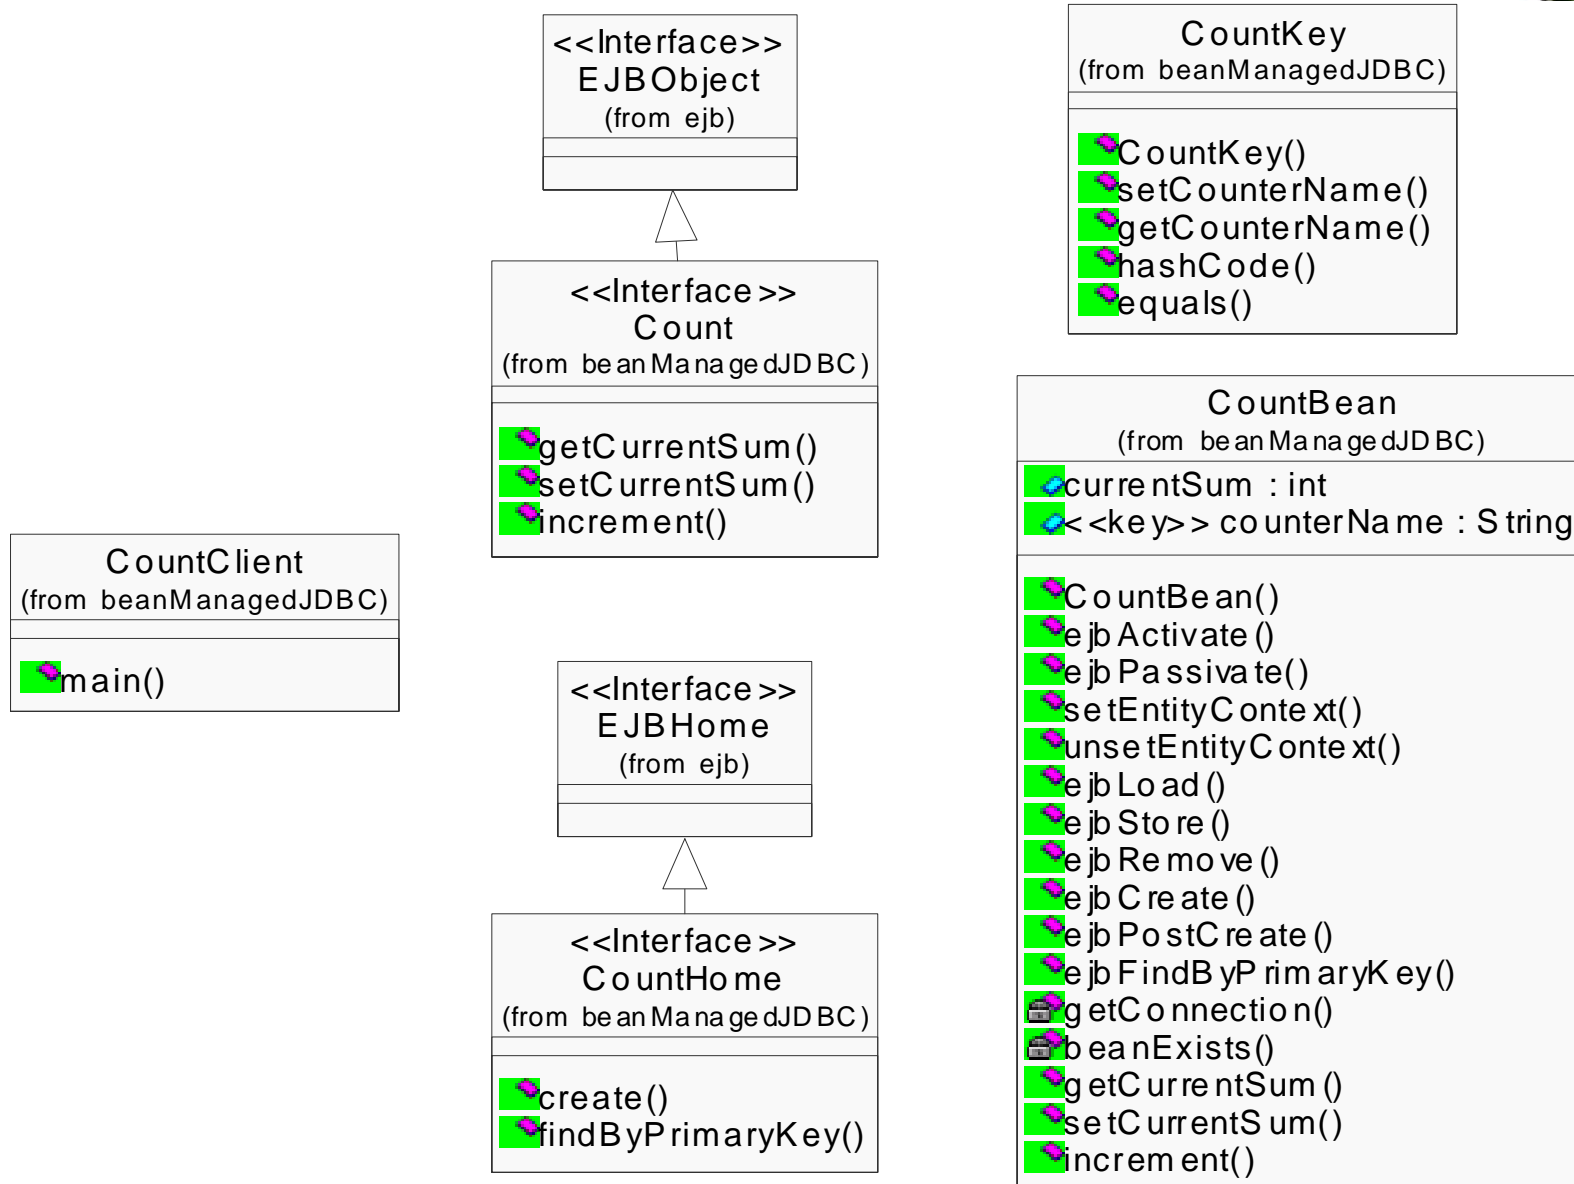 <<Interface>>
EJBObject
(from ejb)
<<Interface>>
Count
(from beanManagedJDBC)
getCurrentSum()
setCurrentSum()
increment()
CountClient
(from beanManagedJDBC)
main()
<<Interface>>
EJBHome
(from ejb)
<<Interface>>
CountHome
(from beanManagedJDBC)
create()
findByPrimaryKey()
CountKey
(from beanManagedJDBC)
CountKey()
setCounterName()
getCounterName()
hashCode()
equals()
CountBean
(from beanManagedJDBC)
currentSum : int
<<key>> counterName : String
CountBean()
ejbActivate()
ejbPassivate()
setEntityContext()
unsetEntityContext()
ejbLoad()
ejbStore()
ejbRemove()
ejbCreate()
ejbPostCreate()
ejbFindByPrimaryKey()
getConnection()
beanExists()
getCurrentSum()
setCurrentSum()
increment()